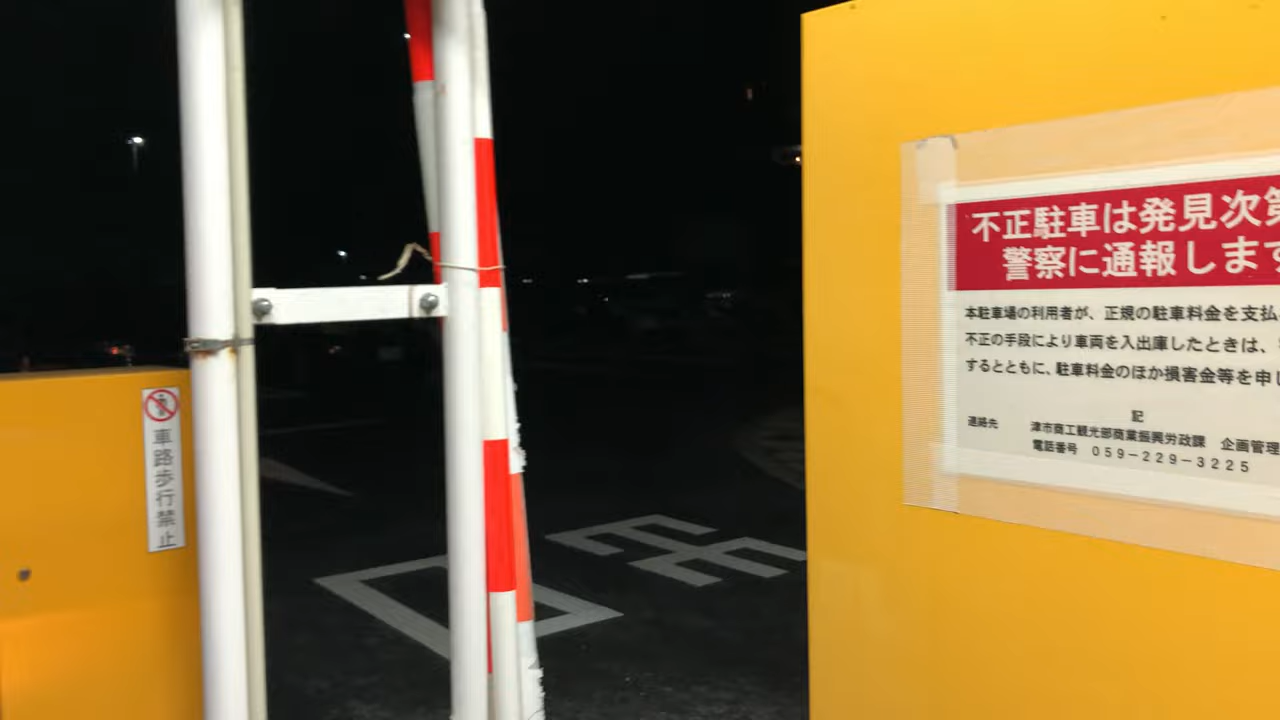 不正駐車は発見次第
警察に通報します
本駐車場の利用者が、正規の駐車料金を支払
不正の手段により車両を入出庫したときは、
するとともに、駐車料金のほか損害金等を申し
記
連絡先 津市商工観光部商業振興労政課 企画管理
電話番号 059-229-3225
車路歩行禁止
出口